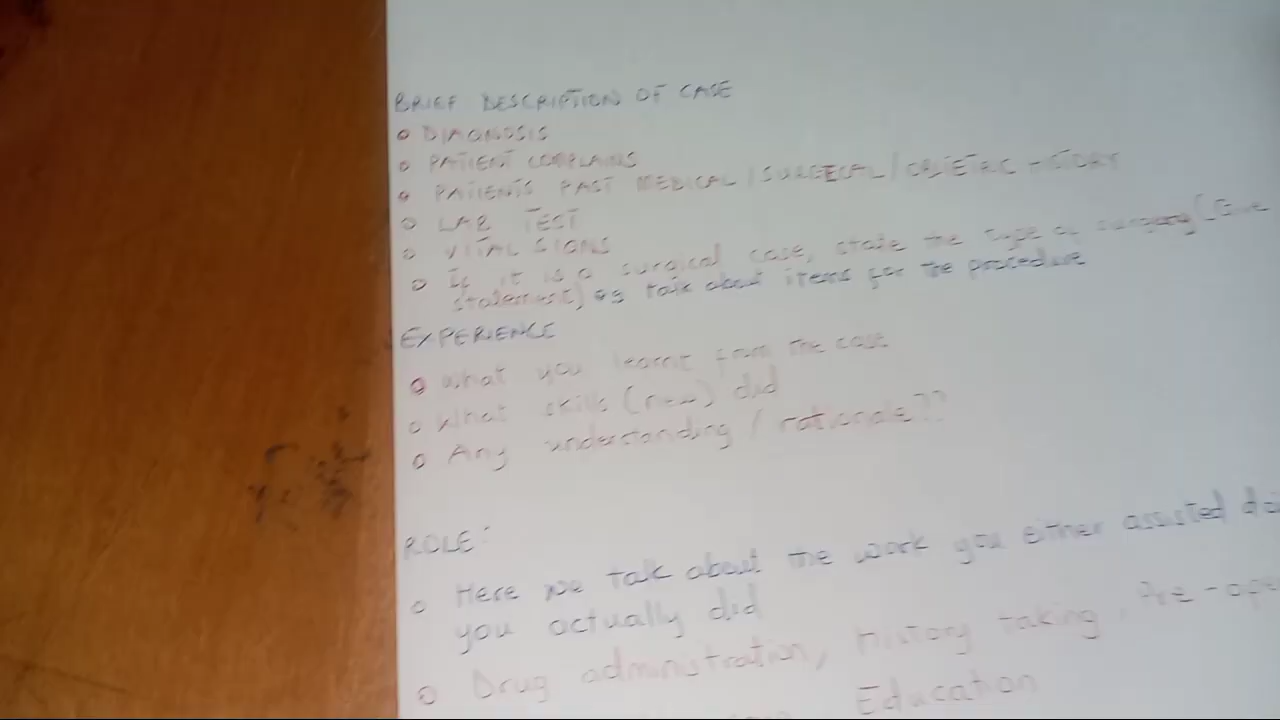 BRIEF DESCRIPTION OF CASE
DIAGNOSIS
PATIENT COMPLAINS
PATIENTS PAST MEDICAL / SURGECAL / OBSTETRIC HISTORY
LAB TEST
VITAL SIGNS
If it is a surgical case, state the type of surgery (
statement) talk about items for the procedure
EXPERIENCE
What you learnt from the case
What skills (new) did
Any understanding / rationale??
ROLE:
Here we talk about the work you either assisted
you actually did
Drug administration, History taking, Pre-ope
Education